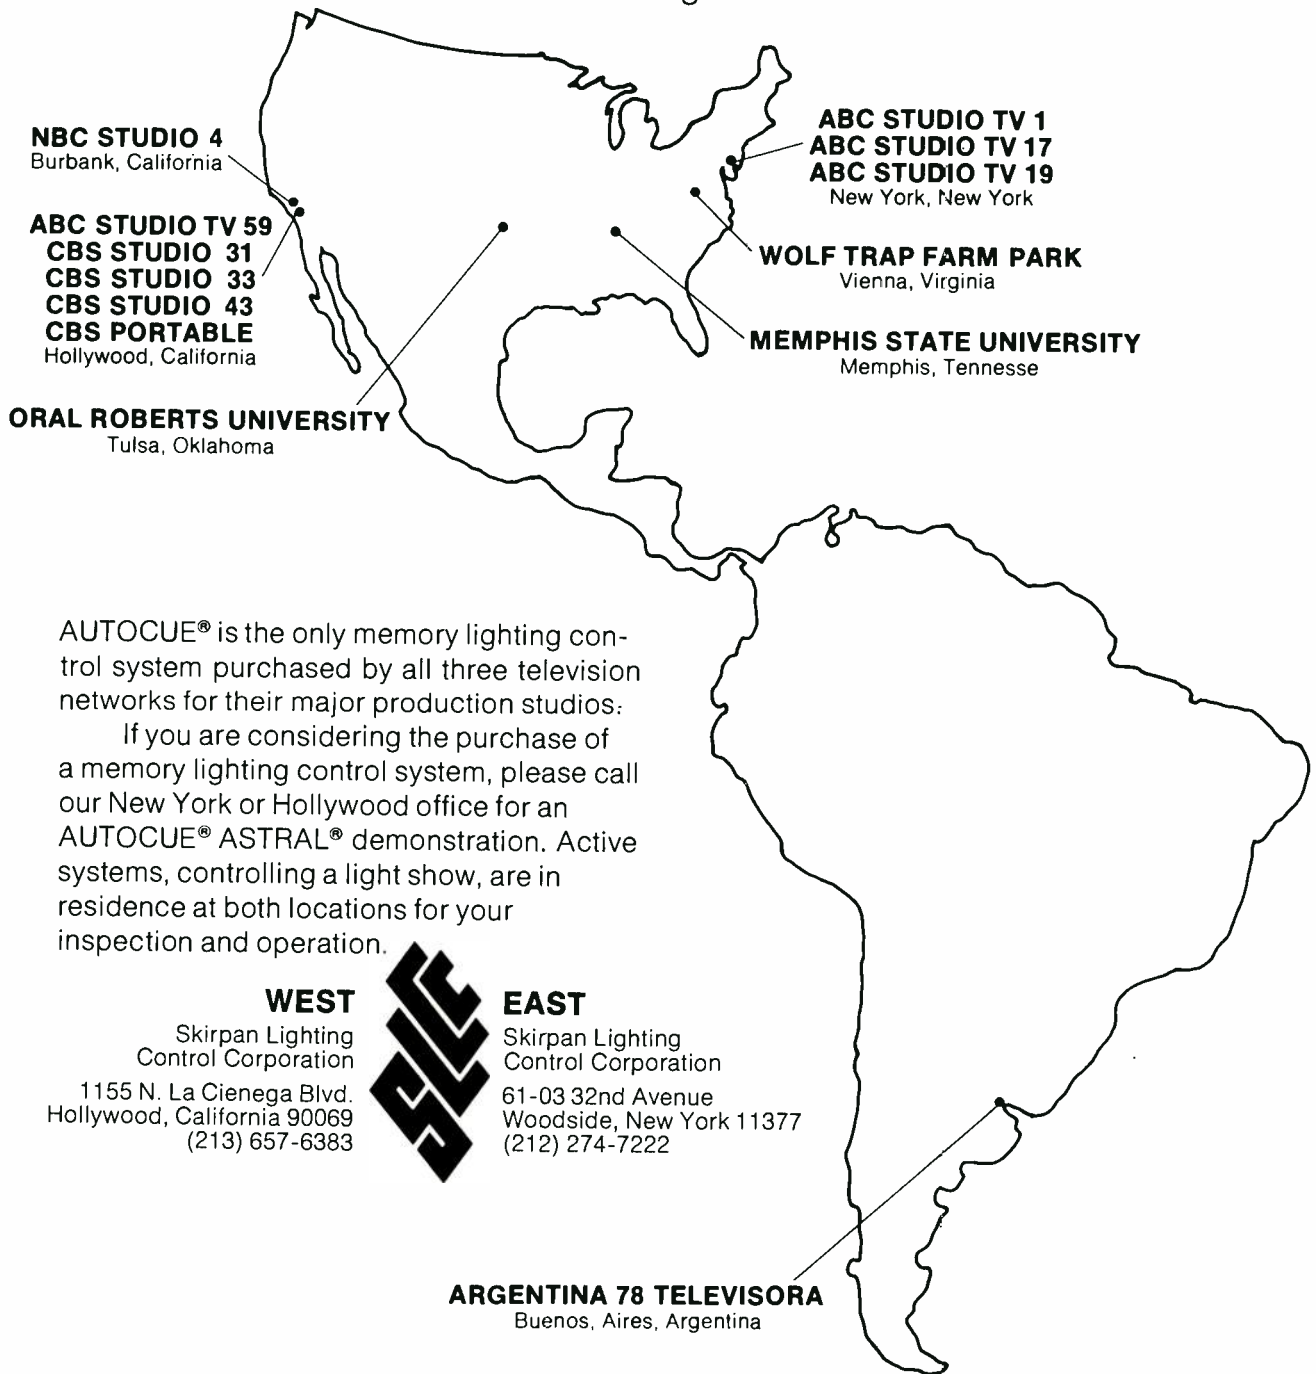 NBC STUDIO 4
Burbank, California
ABC STUDIO TV 59
CBS STUDIO 31
CBS STUDIO 33
CBS STUDIO 43
CBS PORTABLE
Hollywood, California
ORAL ROBERTS UNIVERSITY
Tulsa, Oklahoma
ABC STUDIO TV 1
ABC STUDIO TV 17
ABC STUDIO TV 19
New York, New York
WOLF TRAP FARM PARK
Vienna, Virginia
MEMPHIS STATE UNIVERSITY
Memphis, Tennesse
AUTOCUE® is the only memory lighting con-
trol system purchased by all three television
networks for their major production studios.
If you are considering the purchase of
a memory lighting control system, please call
our New York or Hollywood office for an
AUTOCUE® ASTRAL® demonstration. Active
systems, controlling a light show, are in
residence at both locations for your
inspection and operation.
WEST
Skirpan Lighting
Control Corporation
1155 N. La Cienega Blvd.
Hollywood, California 90069
(213) 657-6383
SLCC
EAST
Skirpan Lighting
Control Corporation
61-03 32nd Avenue
Woodside, New York 11377
(212) 274-7222
ARGENTINA 78 TELEVISORA
Buenos, Aires, Argentina